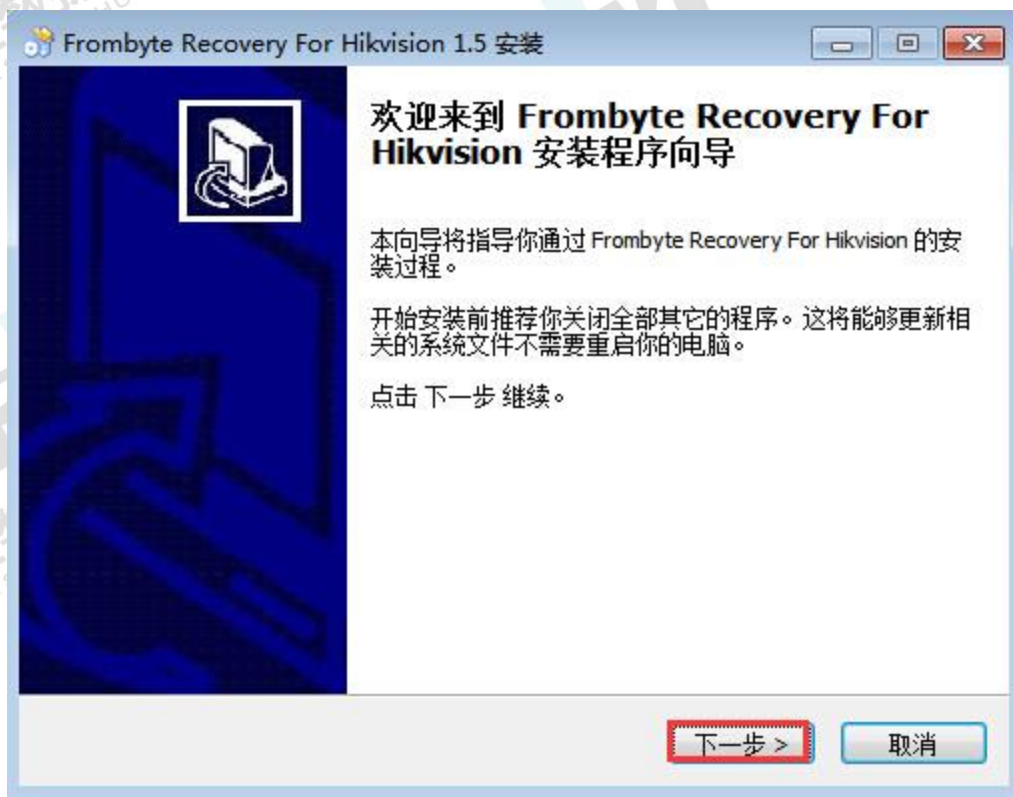 Frombyte Recovery For Hikvision 1.5 安装
欢迎来到 Frombyte Recovery For
Hikvision 安装程序向导
本向导将指导你通过 Frombyte Recovery For Hikvision 的安
装过程。
开始安装前推荐你关闭全部其它的程序。这将能够更新相
关的系统文件不需要重启你的电脑。
点击 下一步 继续。
下一步 >
取消